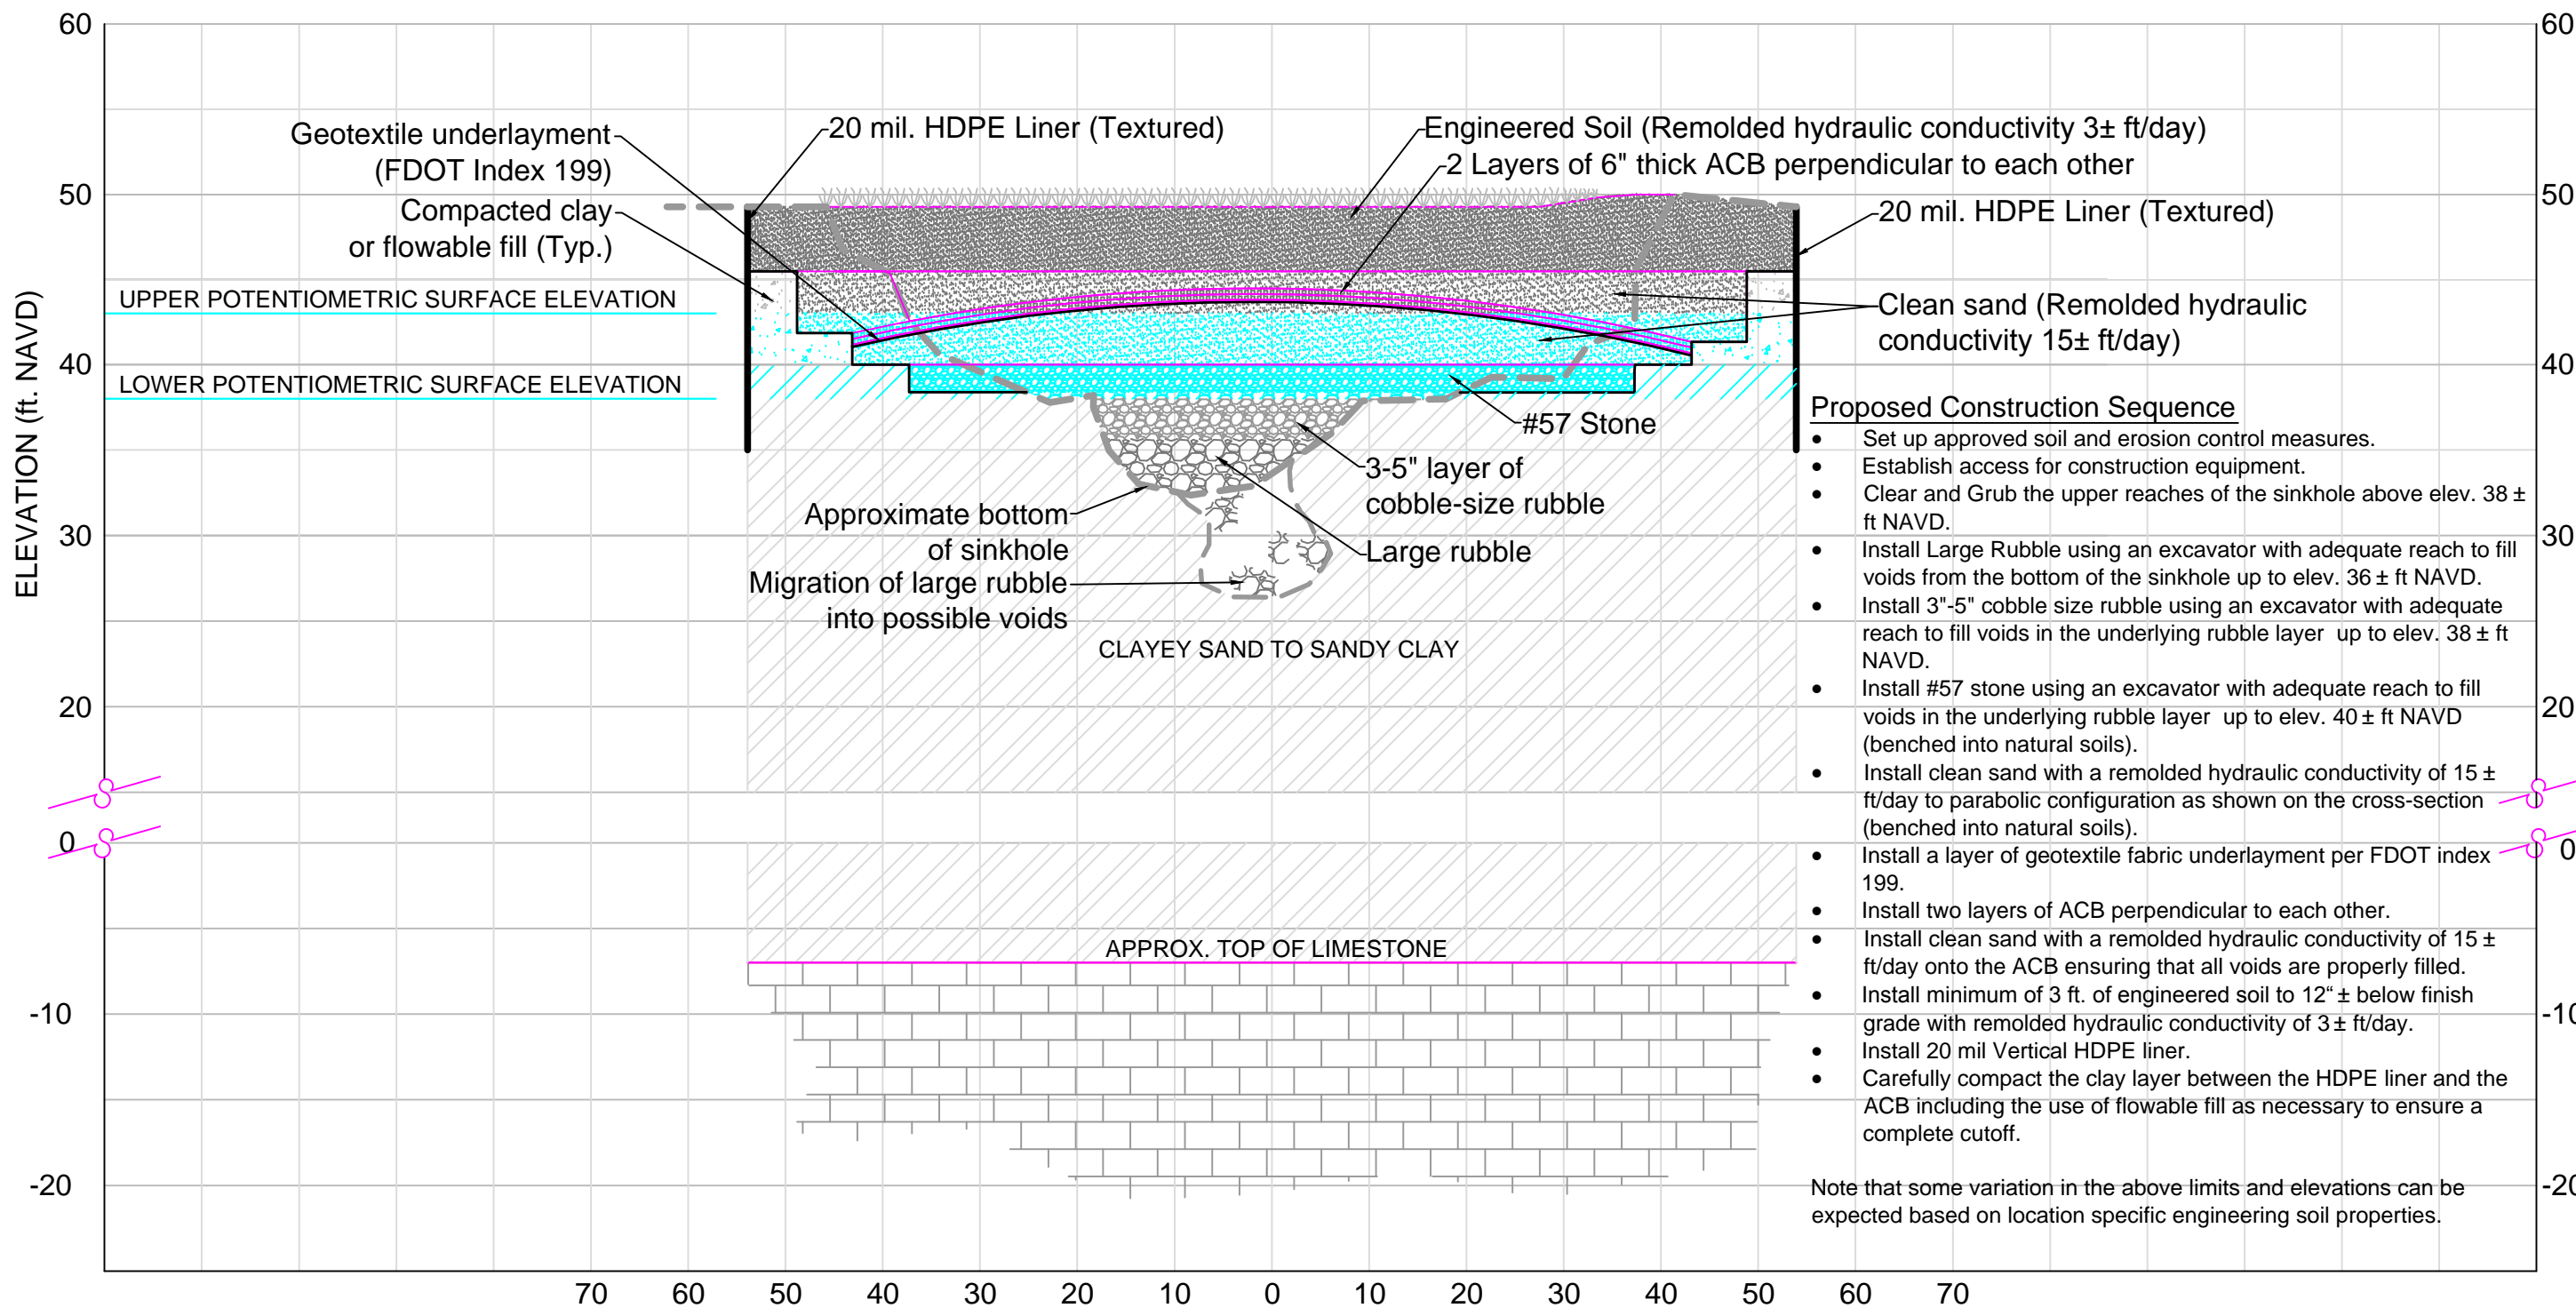 60
50
40
30
20
0
-10
-20
ELEVATION (ft. NAVD)
Geotextile underlayment
(FDOT Index 199)
Compacted clay
or flowable fill (Typ.)
20 mil. HDPE Liner (Textured)
Engineered Soil (Remolded hydraulic conductivity 3± ft/day)
2 Layers of 6" thick ACB perpendicular to each other
20 mil. HDPE Liner (Textured)
UPPER POTENTIOMETRIC SURFACE ELEVATION
LOWER POTENTIOMETRIC SURFACE ELEVATION
Clean sand (Remolded hydraulic
conductivity 15± ft/day)
#57 Stone
3-5" layer of
cobble-size rubble
Large rubble
Approximate bottom
of sinkhole
Migration of large rubble
into possible voids
CLAYEY SAND TO SANDY CLAY
APPROX. TOP OF LIMESTONE
Proposed Construction Sequence
• Set up approved soil and erosion control measures.
• Establish access for construction equipment.
• Clear and Grub the upper reaches of the sinkhole above elev. 38 ±
ft NAVD.
• Install Large Rubble using an excavator with adequate reach to fill
voids from the bottom of the sinkhole up to elev. 36 ± ft NAVD.
• Install 3"-5" cobble size rubble using an excavator with adequate
reach to fill voids in the underlying rubble layer up to elev. 38 ± ft
NAVD.
• Install #57 stone using an excavator with adequate reach to fill
voids in the underlying rubble layer up to elev. 40 ± ft NAVD
(benched into natural soils).
• Install clean sand with a remolded hydraulic conductivity of 15 ±
ft/day to parabolic configuration as shown on the cross-section
(benched into natural soils).
• Install a layer of geotextile fabric underlayment per FDOT index
199.
• Install two layers of ACB perpendicular to each other.
• Install clean sand with a remolded hydraulic conductivity of 15 ±
ft/day onto the ACB ensuring that all voids are properly filled.
• Install minimum of 3 ft. of engineered soil to 12“ ± below finish
grade with remolded hydraulic conductivity of 3 ± ft/day.
• Install 20 mil Vertical HDPE liner.
• Carefully compact the clay layer between the HDPE liner and the
ACB including the use of flowable fill as necessary to ensure a
complete cutoff.
Note that some variation in the above limits and elevations can be
expected based on location specific engineering soil properties.
60
50
40
30
20
0
-10
-20
70 60 50 40 30 20 10 0 10 20 30 40 50 60 70